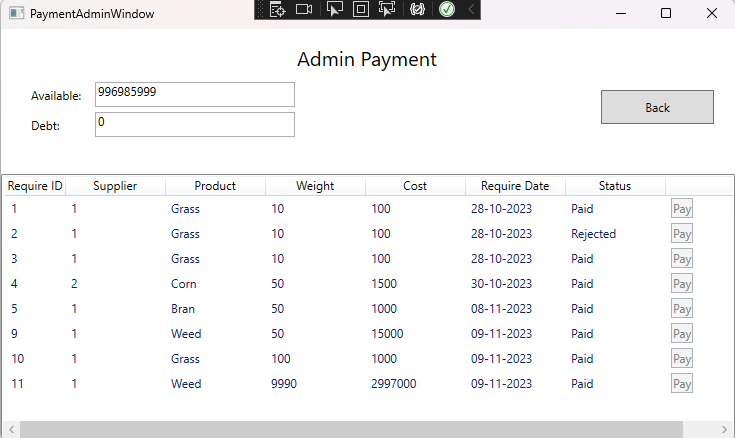 PaymentAdminWindow
Admin Payment
Available: 996985999
Back
Debt: 0
Require ID Supplier Product Weight Cost Require Date Status
1 1 Grass 10 100 28-10-2023 Paid Pay
2 1 Grass 10 100 28-10-2023 Rejected Pay
3 1 Grass 10 100 28-10-2023 Paid Pay
4 2 Corn 50 1500 30-10-2023 Paid Pay
5 1 Bran 50 1000 08-11-2023 Paid Pay
9 1 Weed 50 15000 09-11-2023 Paid Pay
10 1 Grass 100 1000 09-11-2023 Paid Pay
11 1 Weed 9990 2997000 09-11-2023 Paid Pay